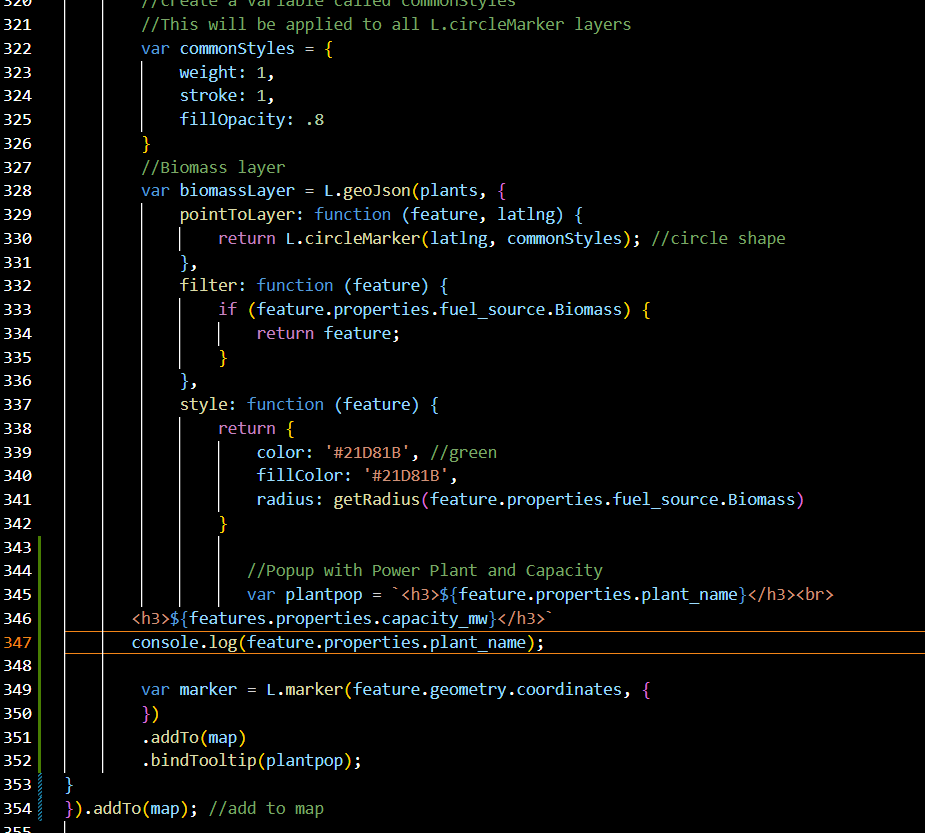 320 //create a variable called commonStyles
321 //This will be applied to all L.circleMarker layers
322 var commonStyles = {
323 weight: 1,
324 stroke: 1,
325 fillOpacity: .8
326 }
327 //Biomass layer
328 var biomassLayer = L.geoJson(plants, {
329 pointToLayer: function (feature, latlng) {
330 return L.circleMarker(latlng, commonStyles); //circle shape
331 },
332 filter: function (feature) {
333 if (feature.properties.fuel_source.Biomass) {
334 return feature;
335 }
336 },
337 style: function (feature) {
338 return {
339 color: '#21D81B', //green
340 fillColor: '#21D81B',
341 radius: getRadius(feature.properties.fuel_source.Biomass)
342 }
343
344 //Popup with Power Plant and Capacity
345 var plantpop = `<h3>${feature.properties.plant_name}</h3><br>
346 <h3>${features.properties.capacity_mw}</h3>`
347 console.log(feature.properties.plant_name);
348
349 var marker = L.marker(feature.geometry.coordinates, {
350 })
351 .addTo(map)
352 .bindTooltip(plantpop);
353 }
354 }).addTo(map); //add to map
355